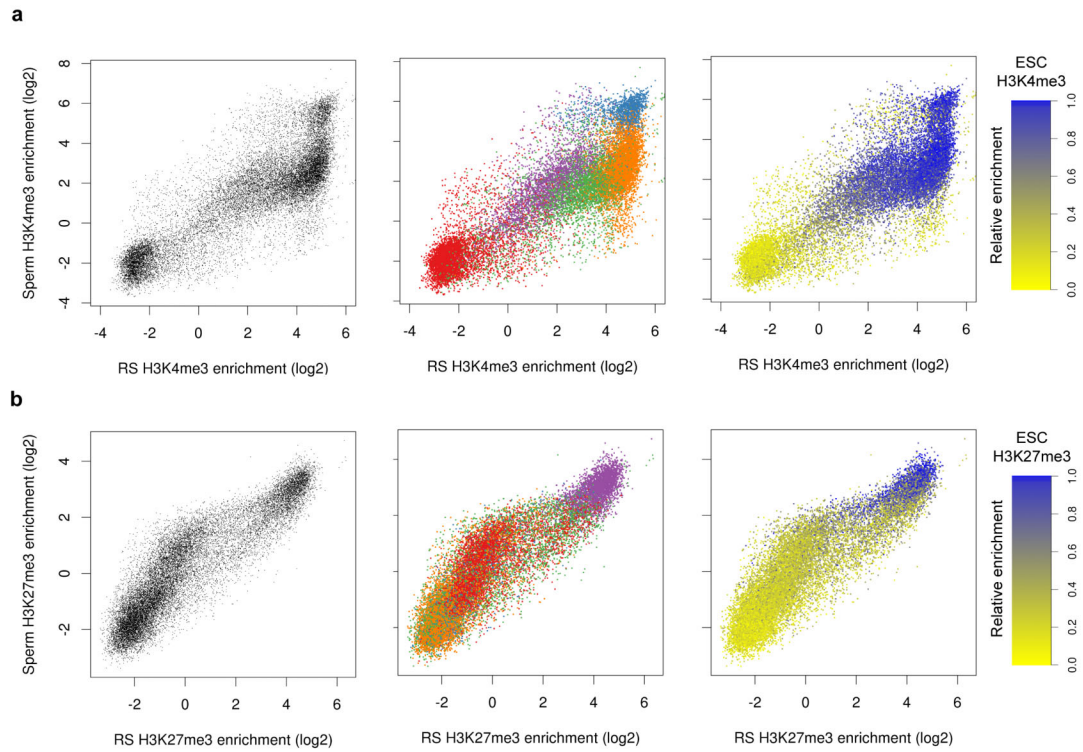 a
Sperm H3K4me3 enrichment (log2)
8
6
4
2
0
-2
-4
-4 -2 0 2 4 6
RS H3K4me3 enrichment (log2)
-4 -2 0 2 4 6
RS H3K4me3 enrichment (log2)
-4 -2 0 2 4 6
RS H3K4me3 enrichment (log2)
ESC
H3K4me3
Relative enrichment
1.0
0.8
0.6
0.4
0.2
0.0
b
Sperm H3K27me3 enrichment (log2)
4
2
0
-2
-2 0 2 4 6
RS H3K27me3 enrichment (log2)
-2 0 2 4 6
RS H3K27me3 enrichment (log2)
-2 0 2 4 6
RS H3K27me3 enrichment (log2)
ESC
H3K27me3
Relative enrichment
1.0
0.8
0.6
0.4
0.2
0.0